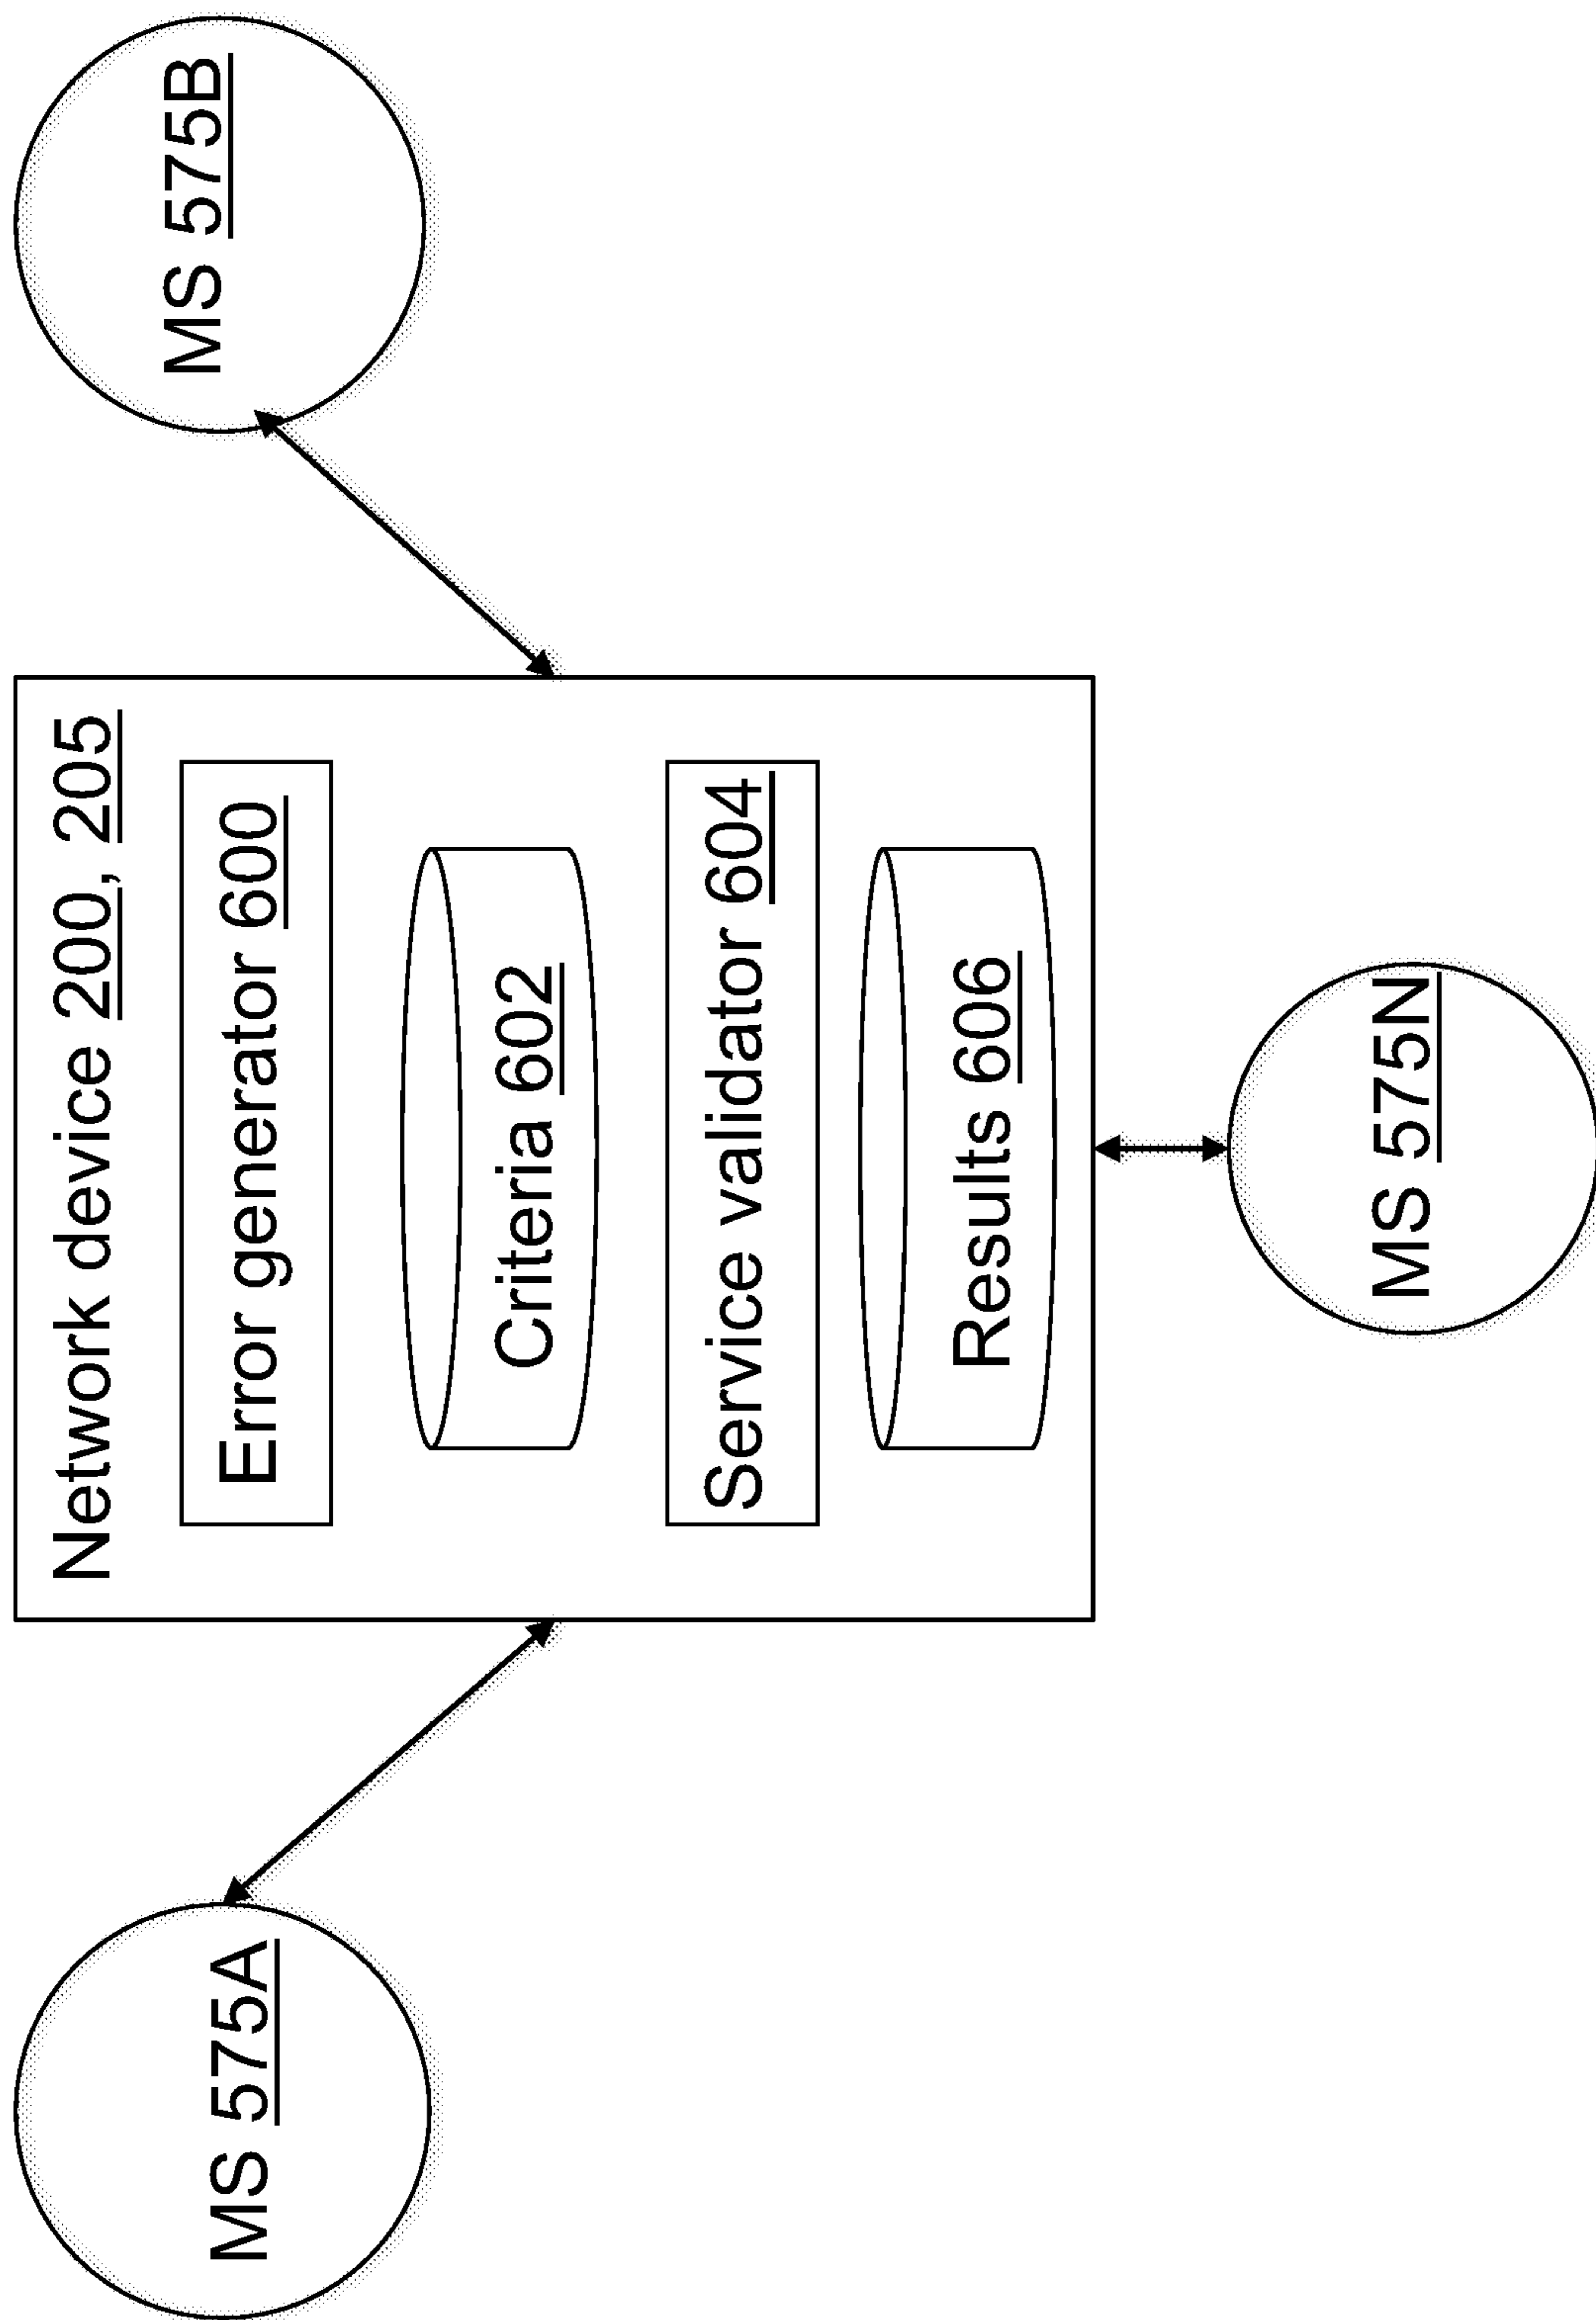 Network device 200, 205
MS 575A
MS 575B
Error generator 600
Criteria 602
Service validator 604
Results 606
MS 575N